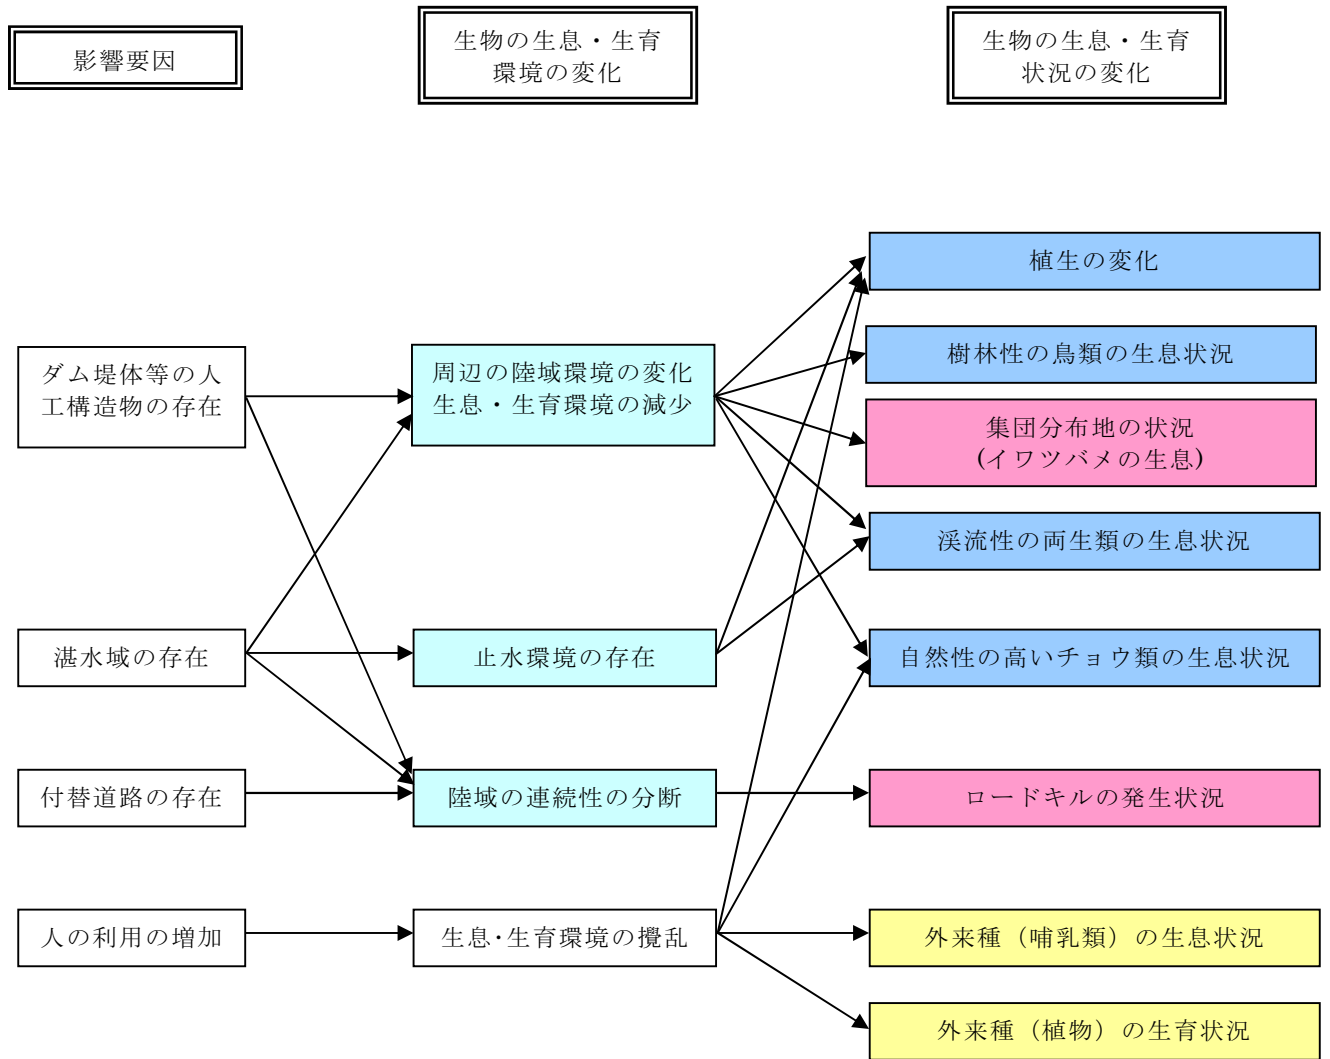 影響要因
生物の生息・生育
環境の変化
生物の生息・生育
状況の変化
植生の変化
樹林性の鳥類の生息状況
ダム堤体等の人
工構造物の存在
周辺の陸域環境の変化
生息・生育環境の減少
集団分布地の状況
(イワツバメの生息)
渓流性の両生類の生息状況
湛水域の存在
止水環境の存在
自然性の高いチョウ類の生息状況
付替道路の存在
陸域の連続性の分断
ロードキルの発生状況
人の利用の増加
生息・生育環境の攪乱
外来種（哺乳類）の生息状況
外来種（植物）の生育状況